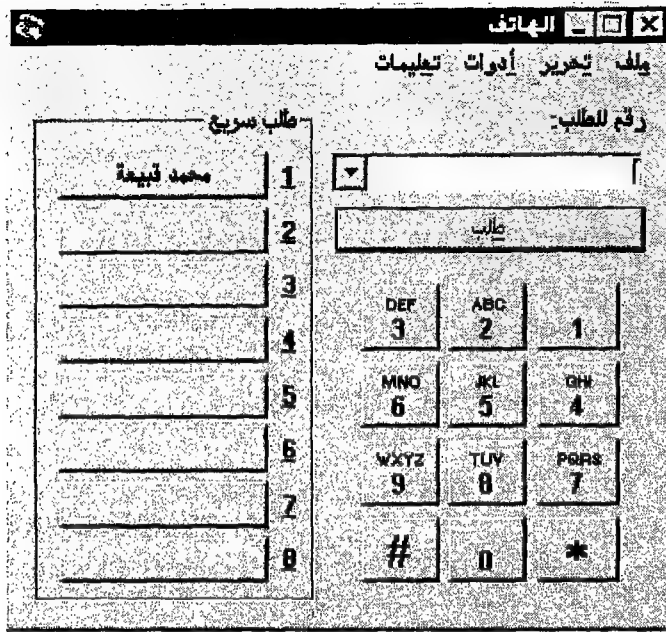 الهاتف
ملف تحرير أدوات تعليمات
رقم للطلب:
طلب
1
ABC 2
DEF 3
GHI 4
JKL 5
MNO 6
PQRS 7
TUV 8
WXYZ 9
*
0
#
طلب سريع
1 محمد قبيعة
2
3
4
5
6
7
8